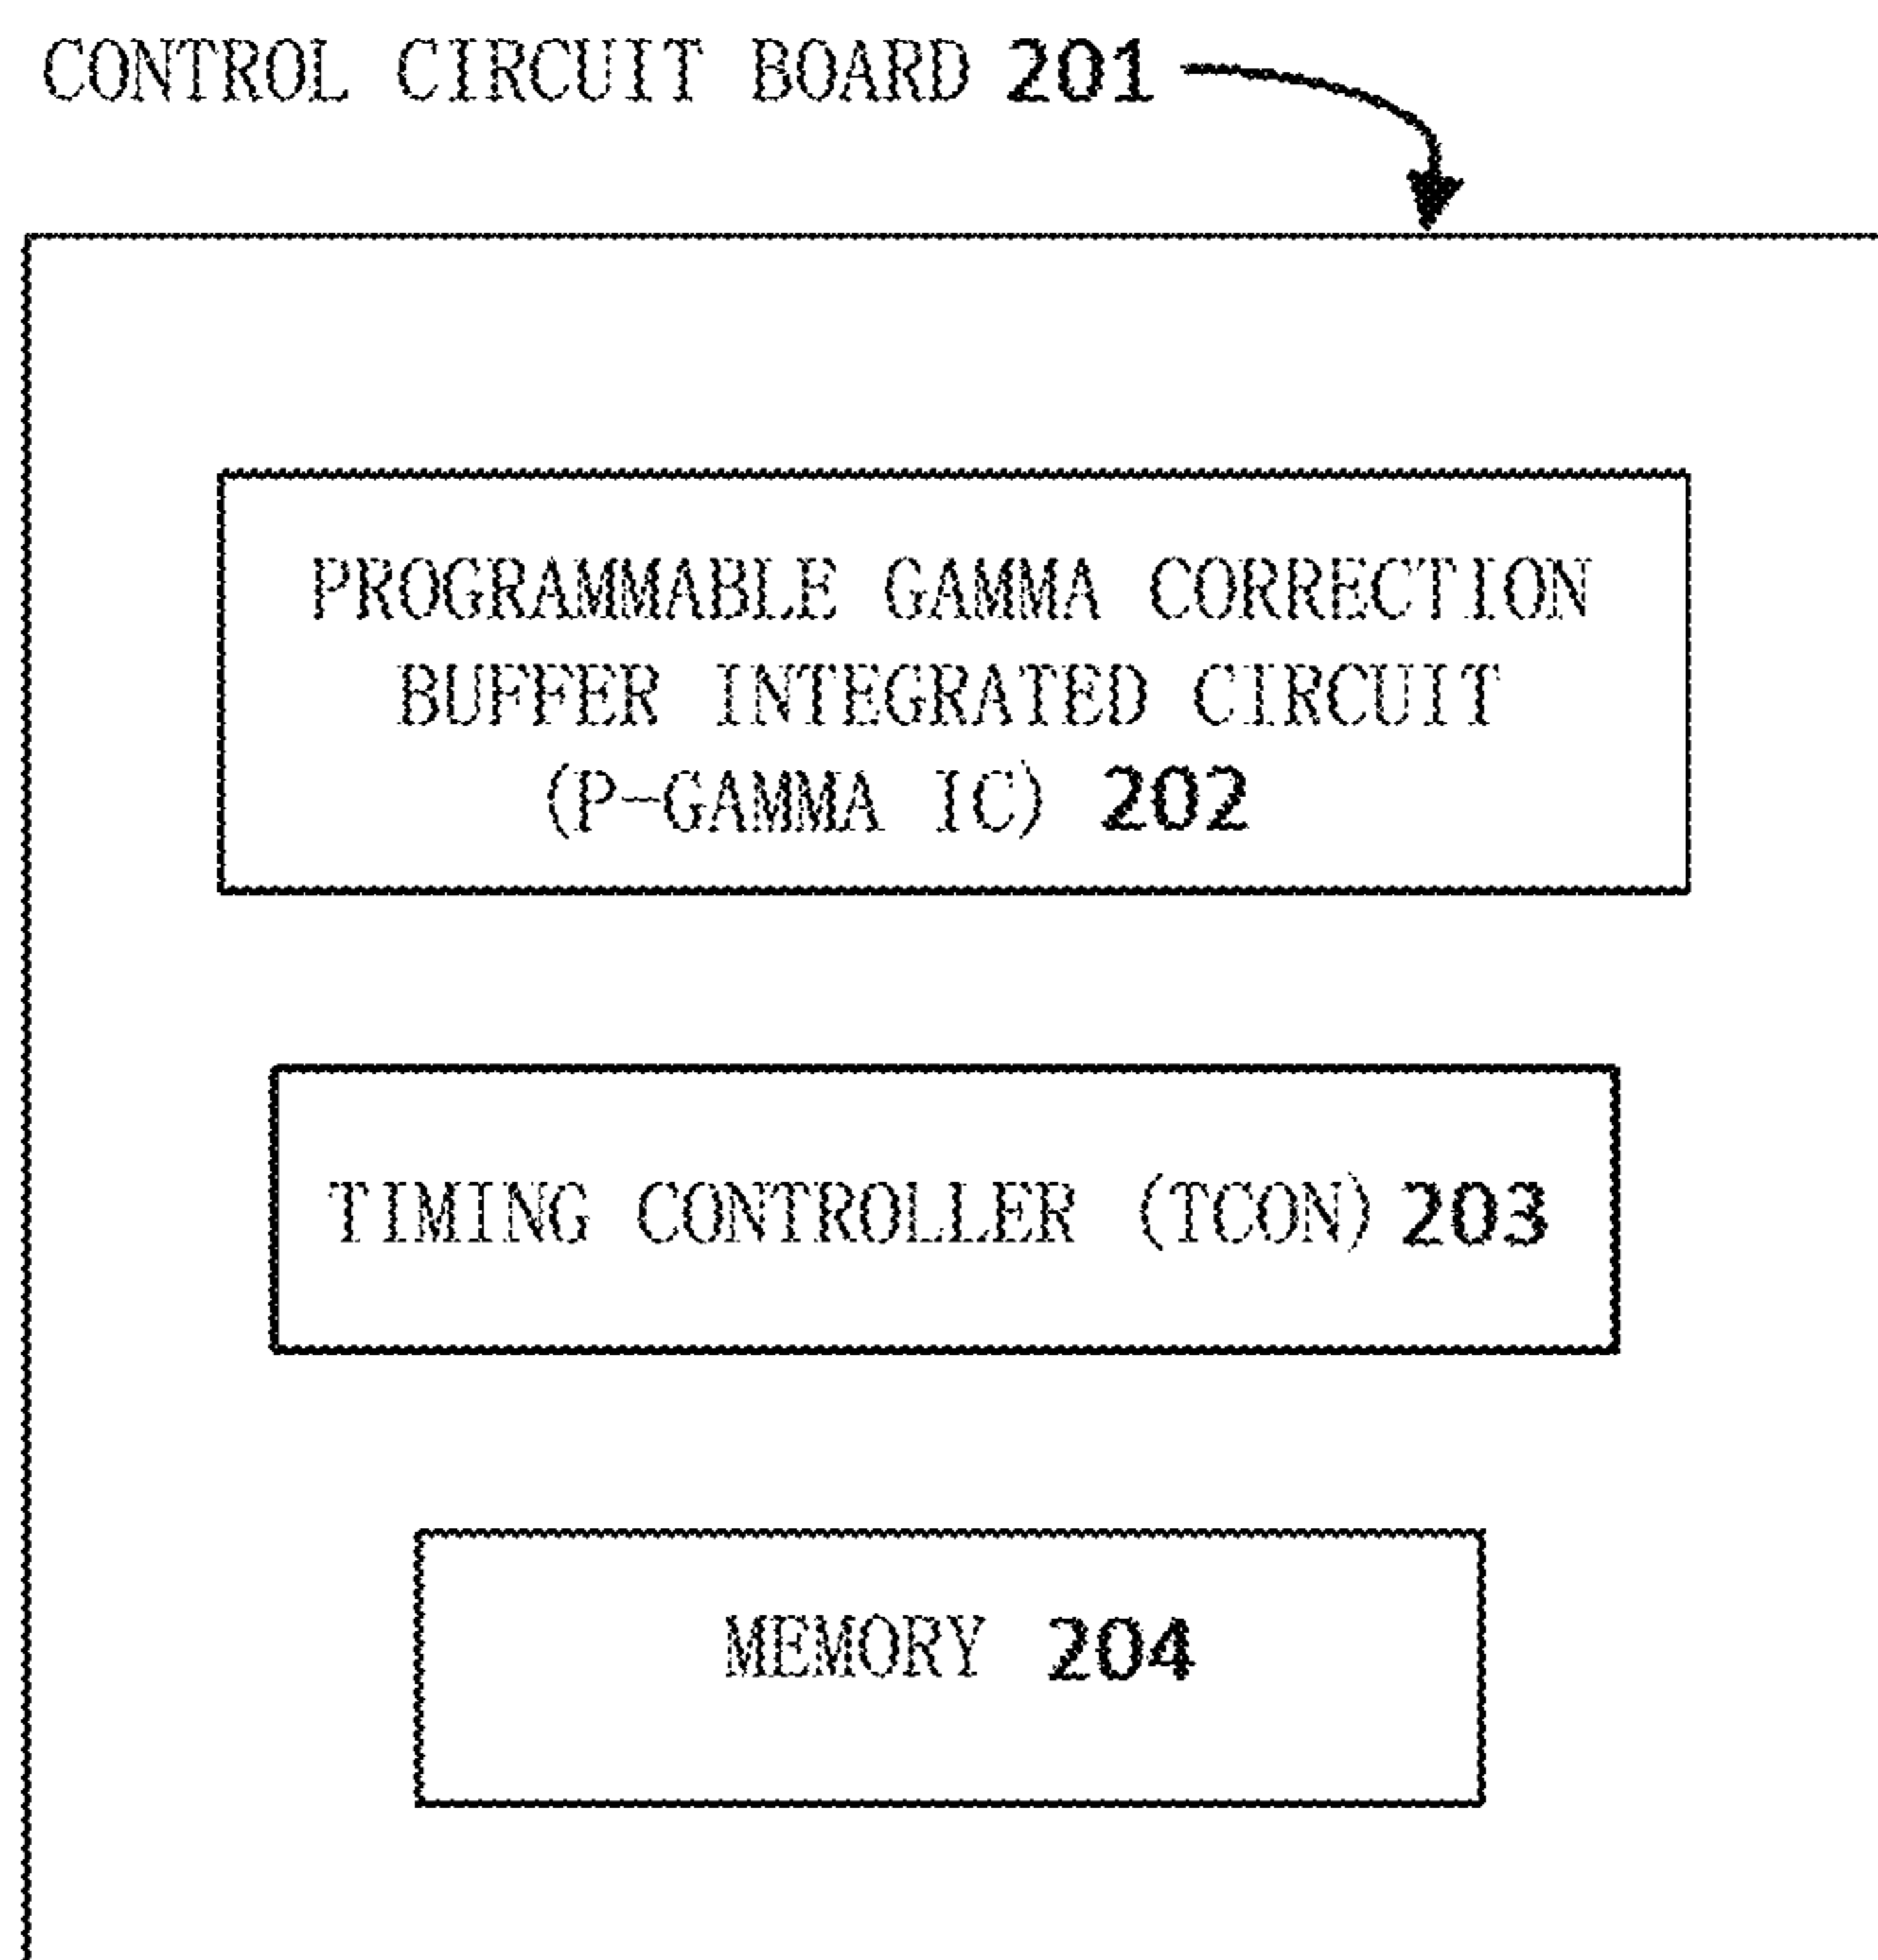 CONTROL CIRCUIT BOARD 201
PROGRAMMABLE GAMMA CORRECTION
BUFFER INTEGRATED CIRCUIT
(P-GAMMA IC) 202
TIMING CONTROLLER (TCON) 203
MEMORY 204